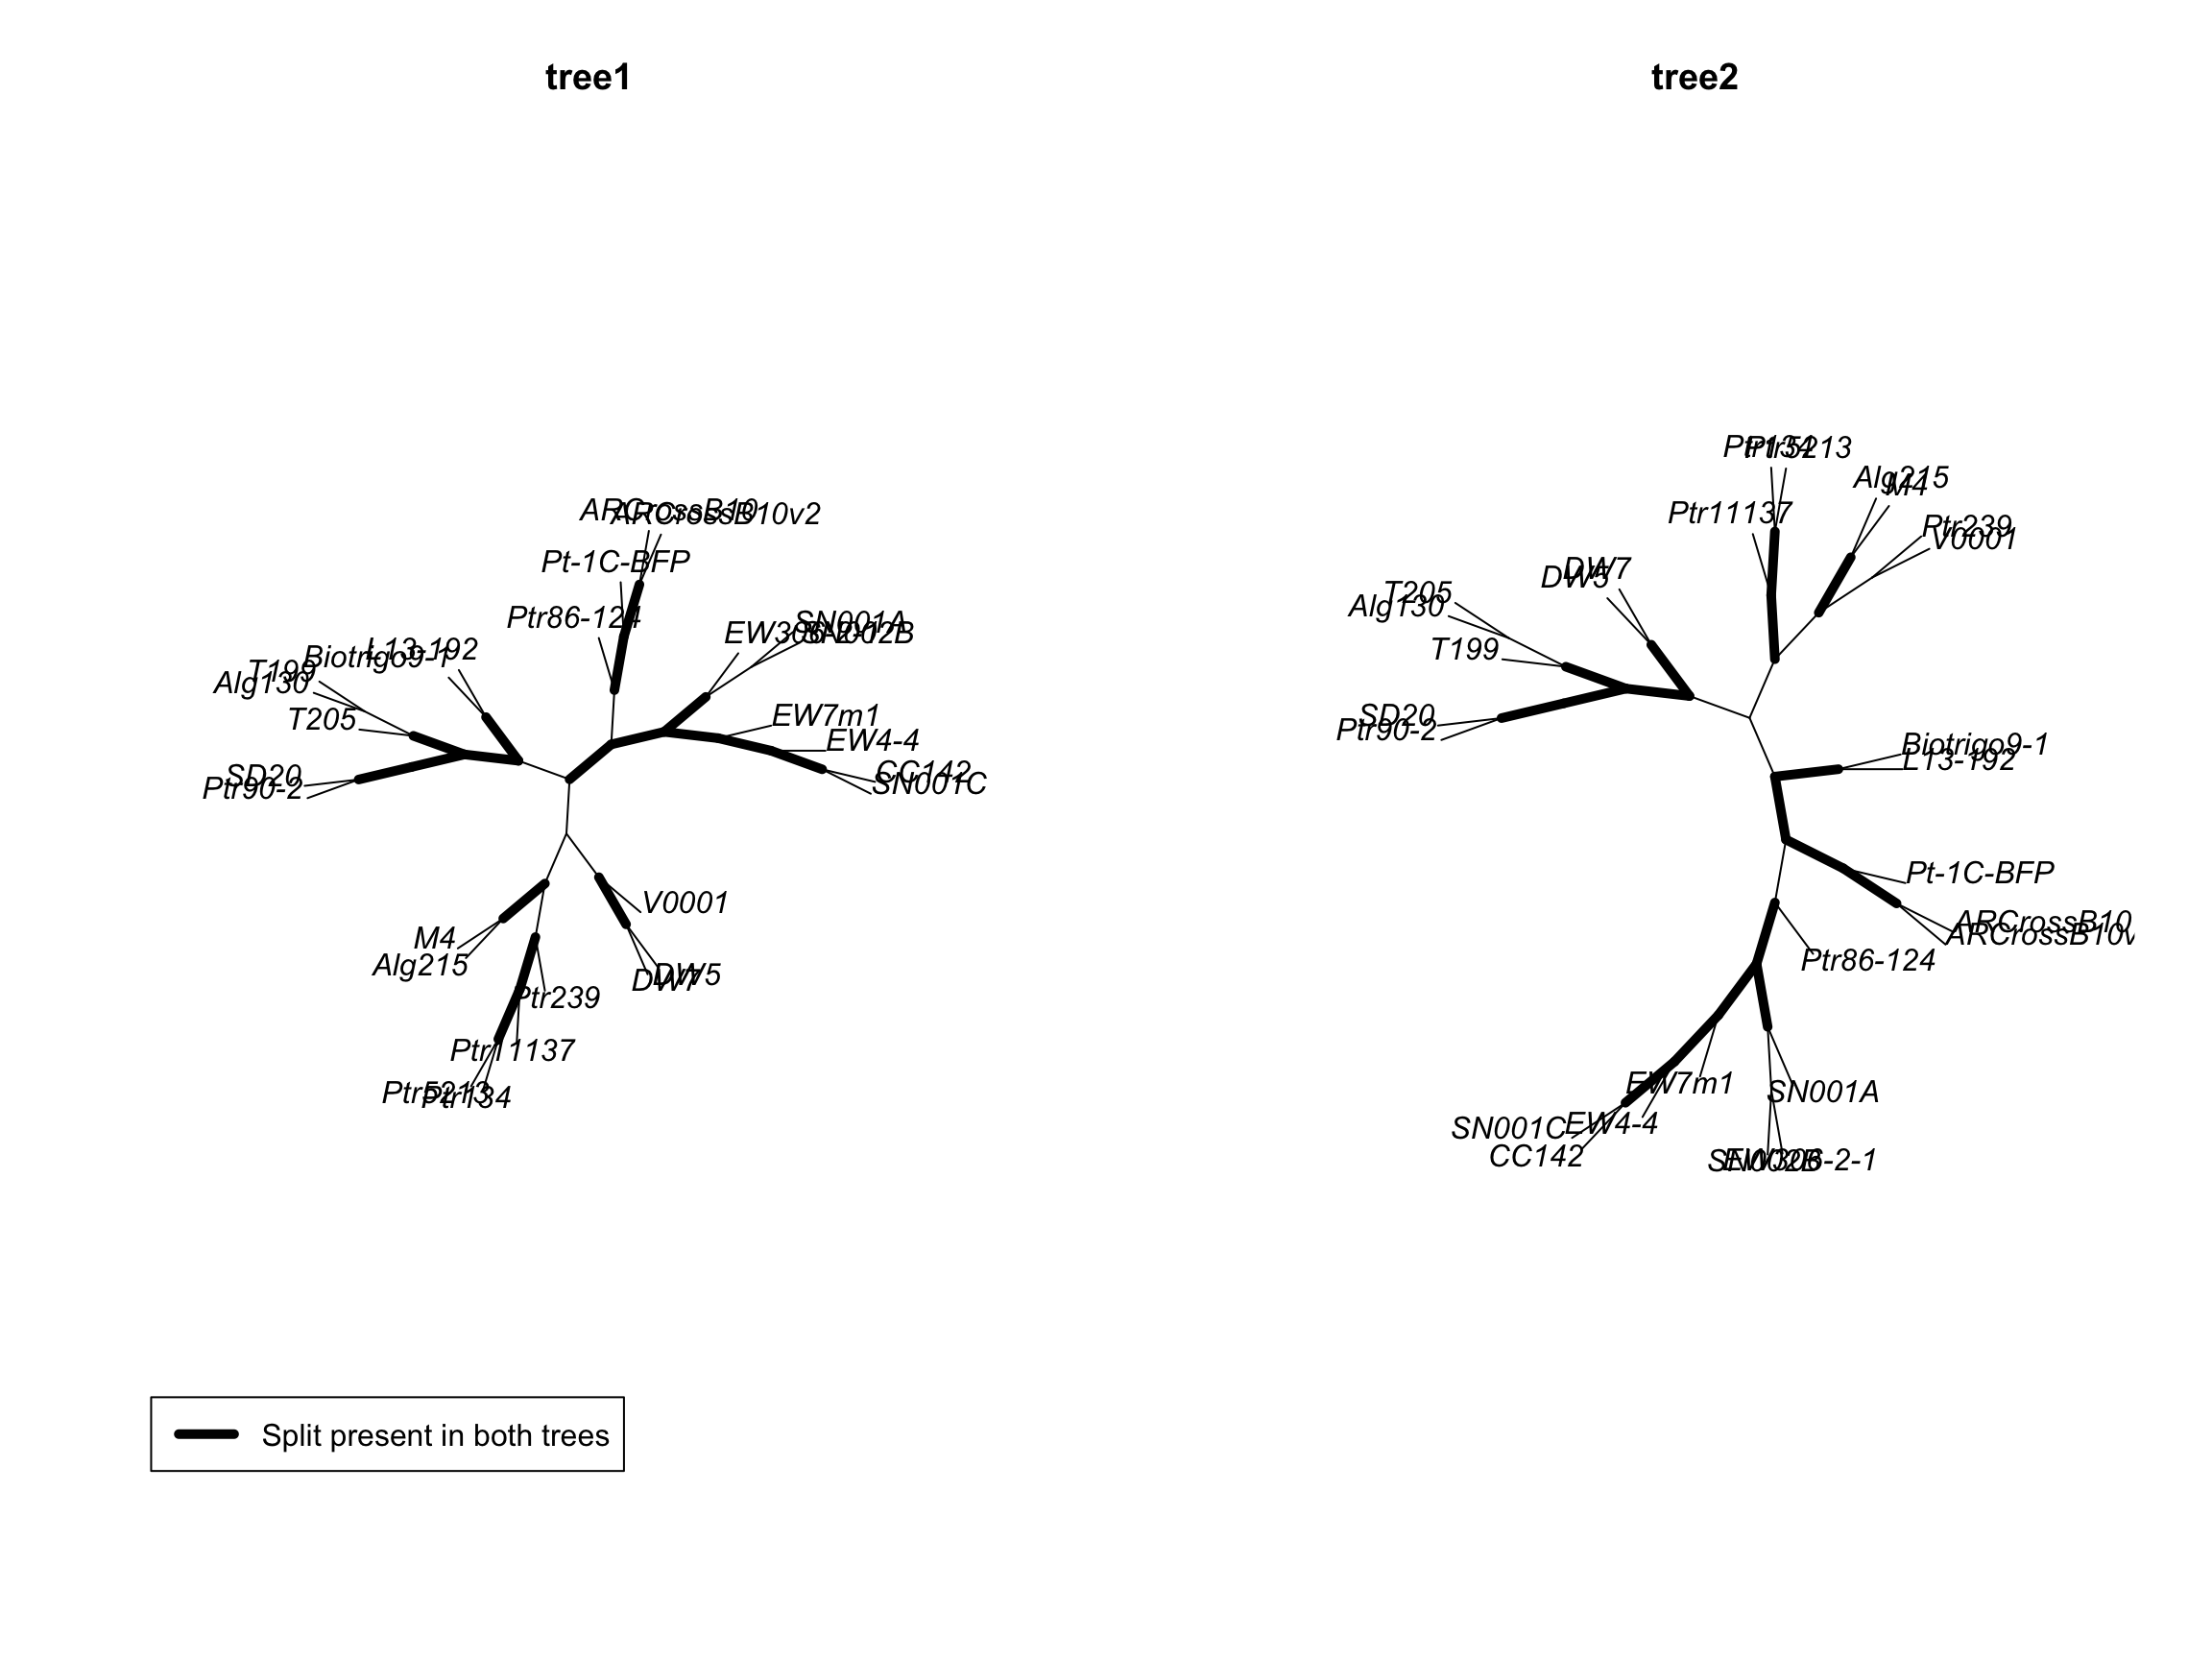 tree1
tree2
ARCrossB10
ARCrossB10v2
Pt-1C-BFP
Ptr86-124
SN001A
EW306-2-1
SN002B
L13-192
Biotrigo9-1
T199
Alg130
T205
EW7m1
EW4-4
CC142
SN001C
SD20
Ptr90-2
V0001
M4
Alg215
DW5
DW7
Ptr239
Ptr11137
Ptr5213
Ptr134
Ptr134
Ptr5213
Alg215
M4
Ptr11137
Ptr239
V0001
DW7
DW5
T205
Alg130
T199
SD20
Ptr90-2
Biotrigo9-1
L13-192
Pt-1C-BFP
ARCrossB10
ARCrossB10v
Ptr86-124
EW7m1
SN001A
EW4-4
SN001C
CC142
SN002B
EW306-2-1
Split present in both trees